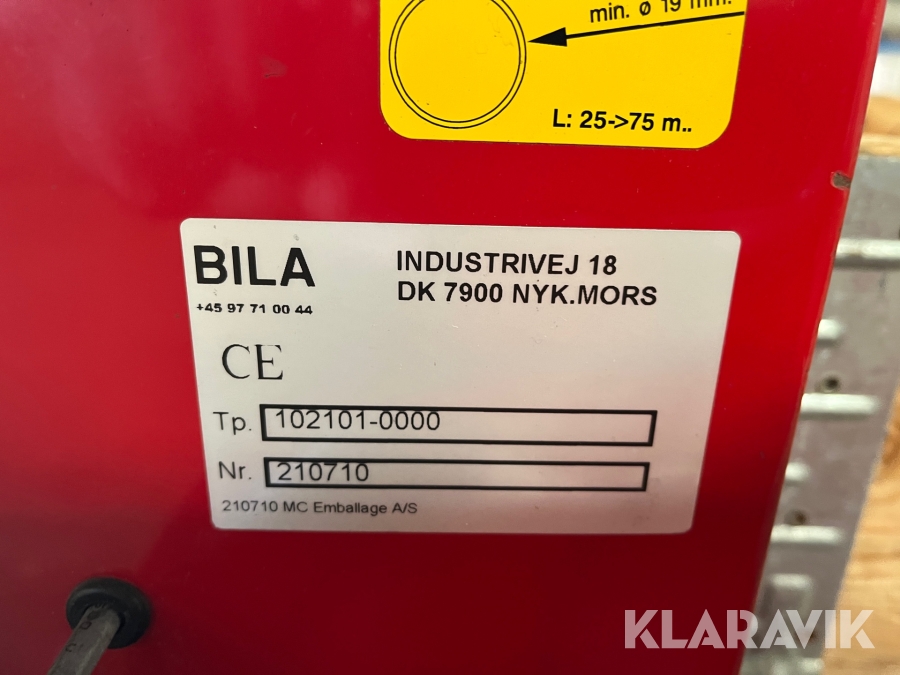 min. ø 19 mm.
L: 25->75 m..
BILA
+45 97 71 00 44
INDUSTRIVEJ 18
DK 7900 NYK.MORS
CE
Tp. 102101-0000
Nr. 210710
210710 MC Emballage A/S
KLARAVIK